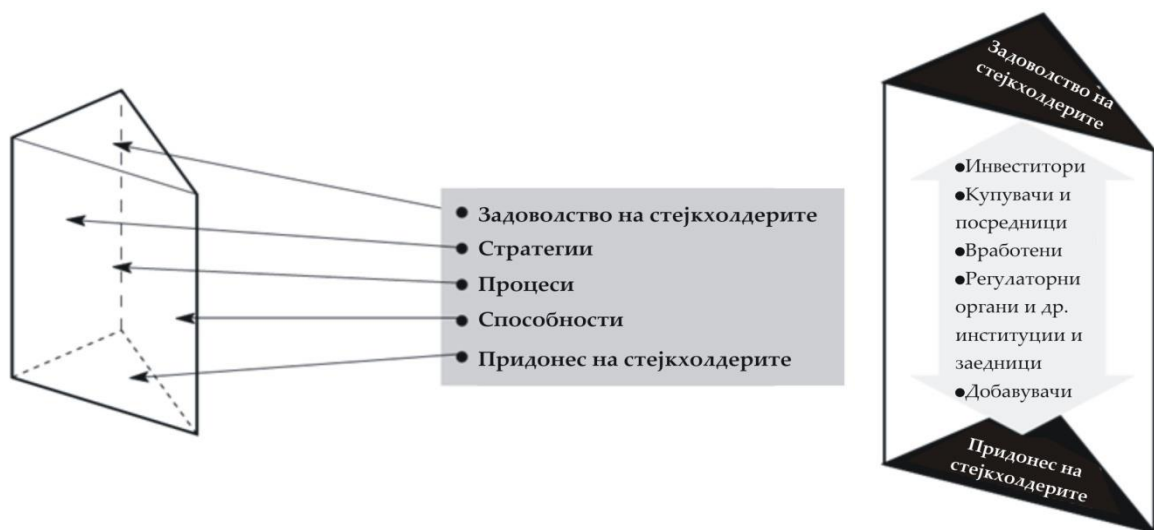 Задоволство на стејкхолдерите
Стратегии
Процеси
Способности
Придонес на стејкхолдерите
Задоволство на
стејкхолдерите
●Инвеститори
●Купувачи и
посредници
●Вработени
●Регулаторни
органи и др.
институции и
заедници
●Добавувачи
Придонес на
стејкхолдерите